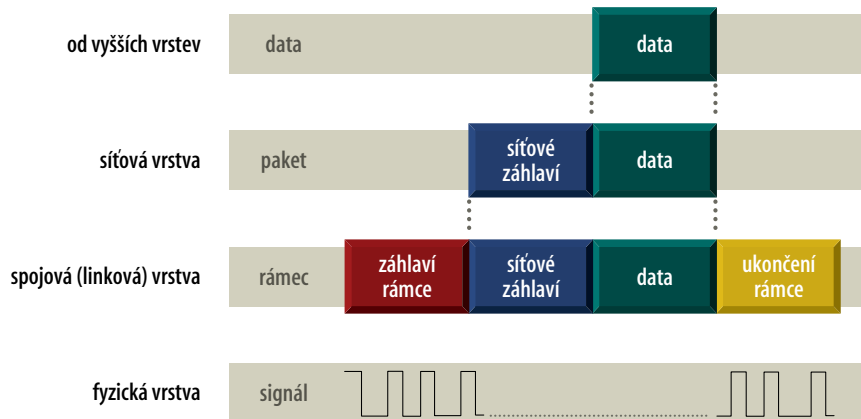 od vyšších vrstev data data
síťová vrstva paket síťové záhlaví data
spojová (linková) vrstva rámec záhlaví rámce síťové záhlaví data ukončení rámce
fyzická vrstva signál